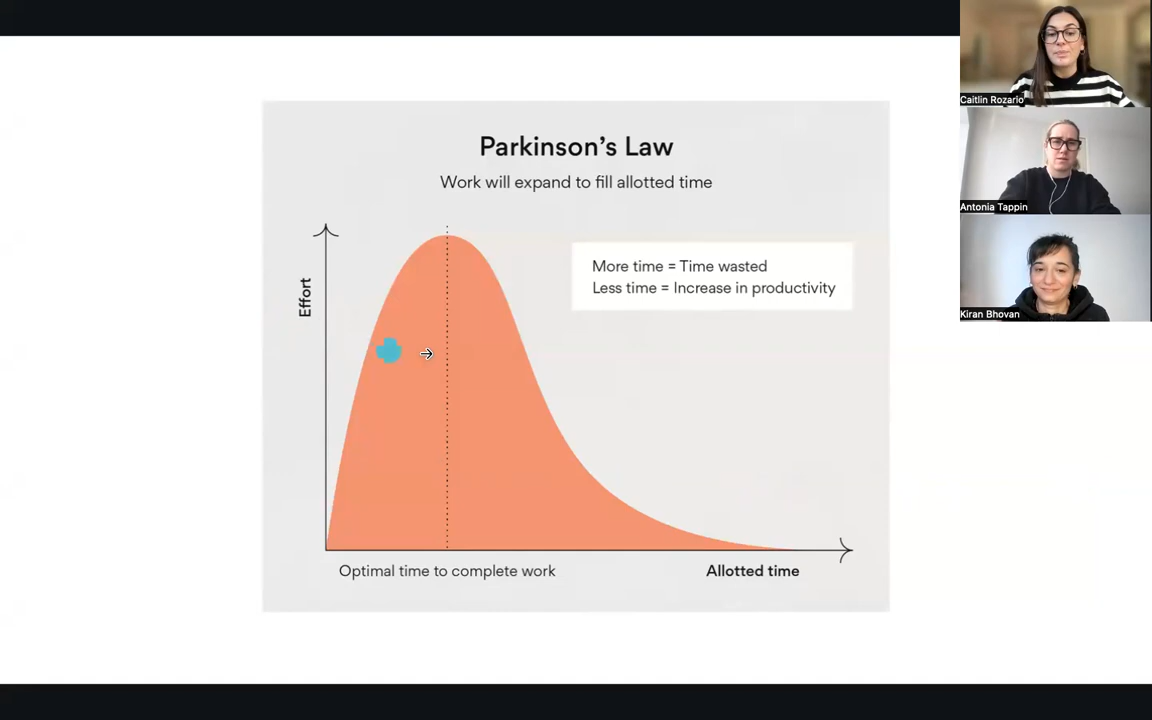 Parkinson's Law
Work will expand to fill allotted time
More time = Time wasted
Less time = Increase in productivity
Effort
Optimal time to complete work
Allotted time
Caitlin Rozario
Antonia Tappin
Kiran Bhovan